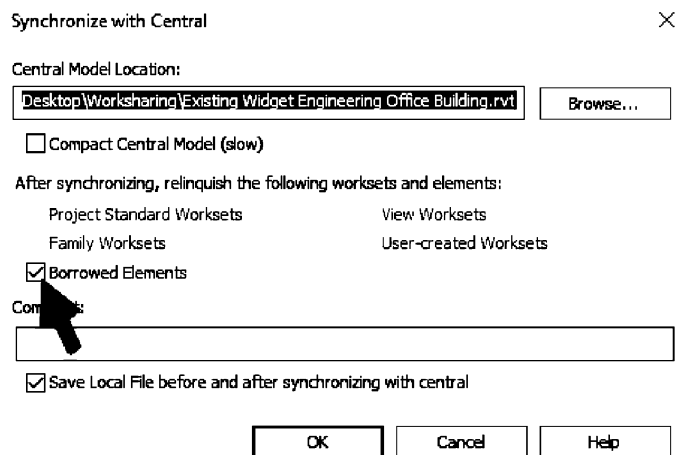 Synchronize with Central
Central Model Location:
Desktop\Worksharing\Existing Widget Engineering Office Building.rvt Browse...
Compact Central Model (slow)
After synchronizing, relinquish the following worksets and elements:
Project Standard Worksets View Worksets
Family Worksets User-created Worksets
Borrowed Elements
Save Local File before and after synchronizing with central
OK Cancel Help